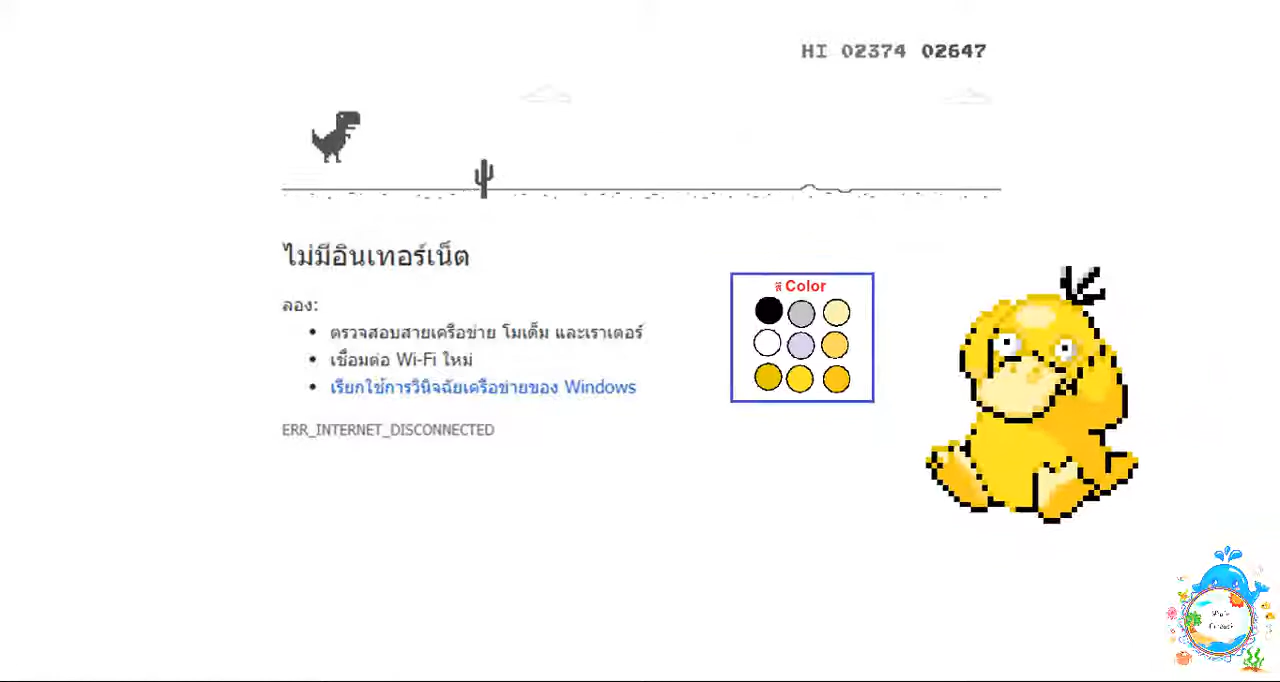 HI 02374 02647
ไม่มีอินเทอร์เน็ต
ลอง:
ตรวจสอบสายเครือข่าย โมเด็ม และเราเตอร์
เชื่อมต่อ Wi-Fi ใหม่
เรียกใช้การวินิจฉัยเครือข่ายของ Windows
ERR_INTERNET_DISCONNECTED
สี Color